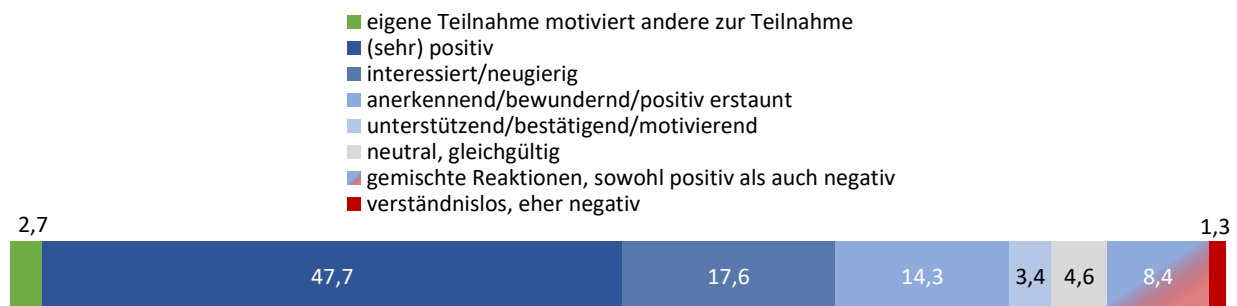 eigene Teilnahme motiviert andere zur Teilnahme
(sehr) positiv
interessiert/neugierig
anerkennend/bewundernd/positiv erstaunt
unterstützend/bestätigend/motivierend
neutral, gleichgültig
gemischte Reaktionen, sowohl positiv als auch negativ
verständnislos, eher negativ
2,7 1,3
47,7 17,6 14,3 3,4 4,6 8,4